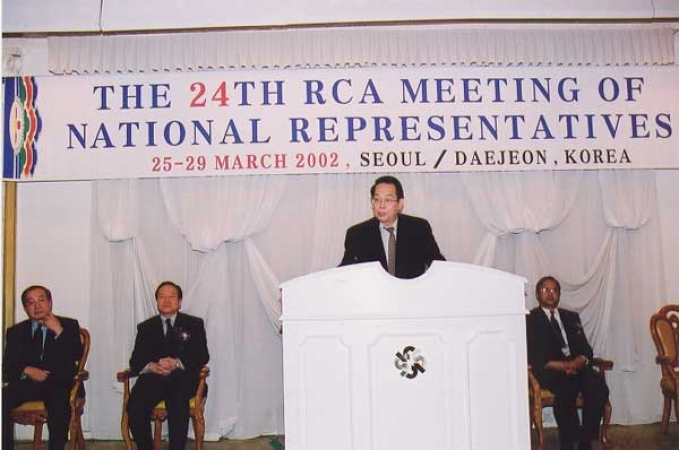 THE 24TH RCA MEETING OF
NATIONAL REPRESENTATIVES
25-29 MARCH 2002, SEOUL / DAEJEON, KOREA